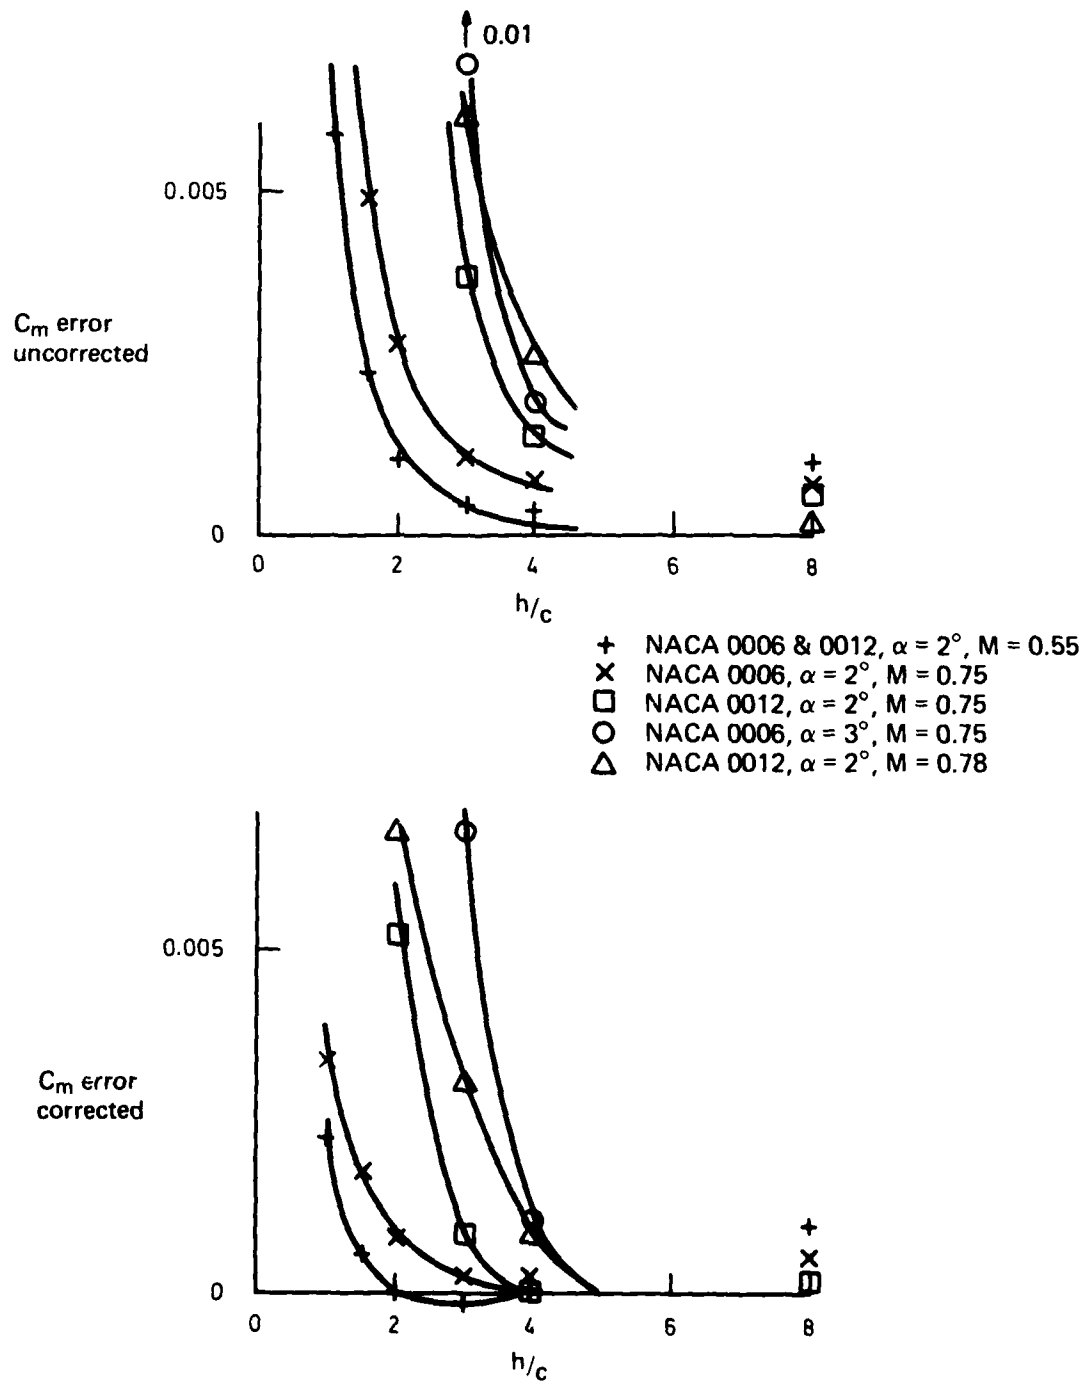 0.01
0.005
Cm error
uncorrected
0
0 2 4 6 8
h/c
+ NACA 0006 & 0012, α = 2°, M = 0.55
× NACA 0006, α = 2°, M = 0.75
□ NACA 0012, α = 2°, M = 0.75
○ NACA 0006, α = 3°, M = 0.75
△ NACA 0012, α = 2°, M = 0.78
0.005
Cm error
corrected
0
0 2 4 6 8
h/c